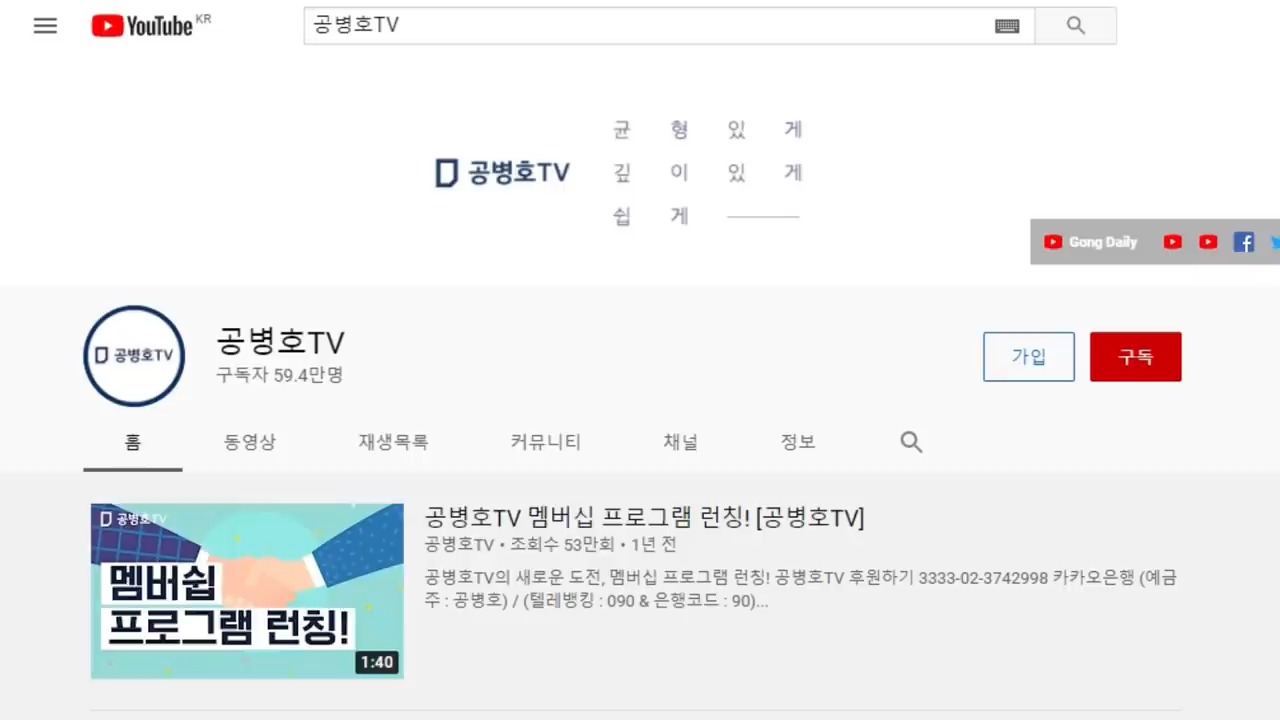 YouTube KR
공병호TV
균 형 있 게
공병호TV
깊 이 있 게
쉽 게
Gong Daily
공병호TV
공병호TV
구독자 59.4만명
가입
구독
홈 동영상 재생목록 커뮤니티 채널 정보
공병호TV
멤버쉽
프로그램 런칭!
1:40
공병호TV 멤버십 프로그램 런칭! [공병호TV]
공병호TV • 조회수 53만회 • 1년 전
공병호TV의 새로운 도전, 멤버십 프로그램 런칭! 공병호TV 후원하기 3333-02-3742998 카카오은행 (예금
주 : 공병호) / (텔레뱅킹 : 090 & 은행코드 : 90)...